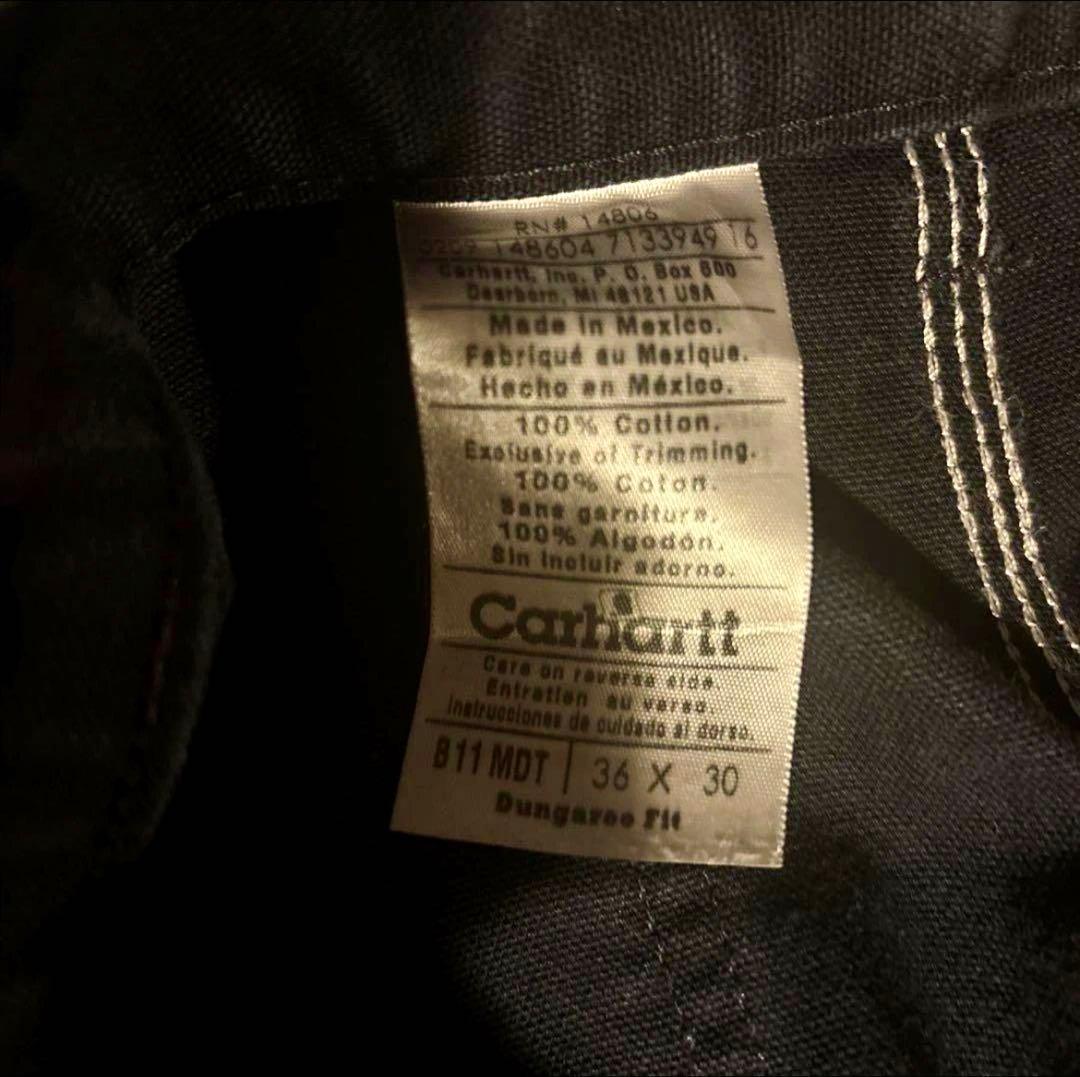 RN# 14806
0209 148604 7133949 16
Carhartt, Inc. P. O. Box 600
Dearborn, MI 48121 USA
Made in Mexico.
Fabriqué au Mexique.
Hecho en México.
100% Cotton.
Exclusive of Trimming.
100% Coton.
Sans garniture.
100% Algodón.
Sin incluir adorno.
Carhartt
Care on reverse side.
Entretien au verso.
Instrucciones de cuidado al dorso.
B11 MDT | 36 X 30
Dungaree Fit